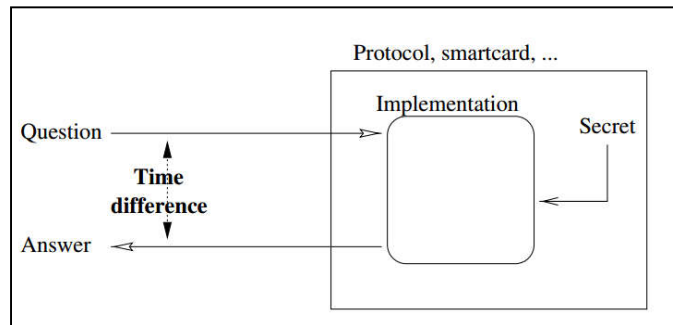 Protocol, smartcard, ...
Implementation
Question
Secret
Time
difference
Answer